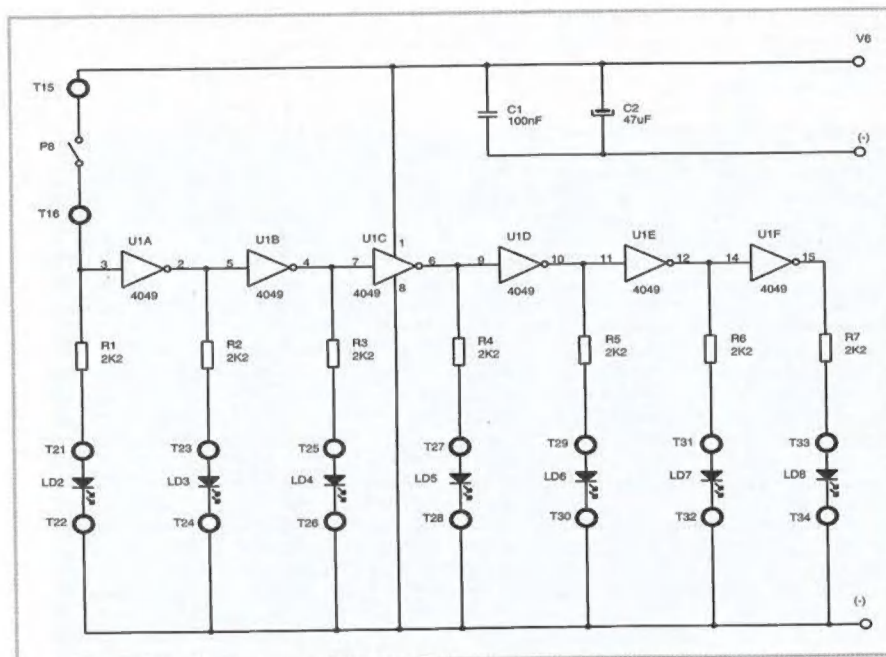 V6
T15
C1
100nF
C2
47uF
P8
(-)
T16
U1A
U1B
U1C
U1D
U1E
U1F
1
3
2
5
4
7
6
9
10
11
12
14
15
8
4049
4049
4049
4049
4049
4049
R1
2K2
R2
2K2
R3
2K2
R4
2K2
R5
2K2
R6
2K2
R7
2K2
T21
T23
T25
T27
T29
T31
T33
LD2
LD3
LD4
LD5
LD6
LD7
LD8
T22
T24
T26
T28
T30
T32
T34
(-)